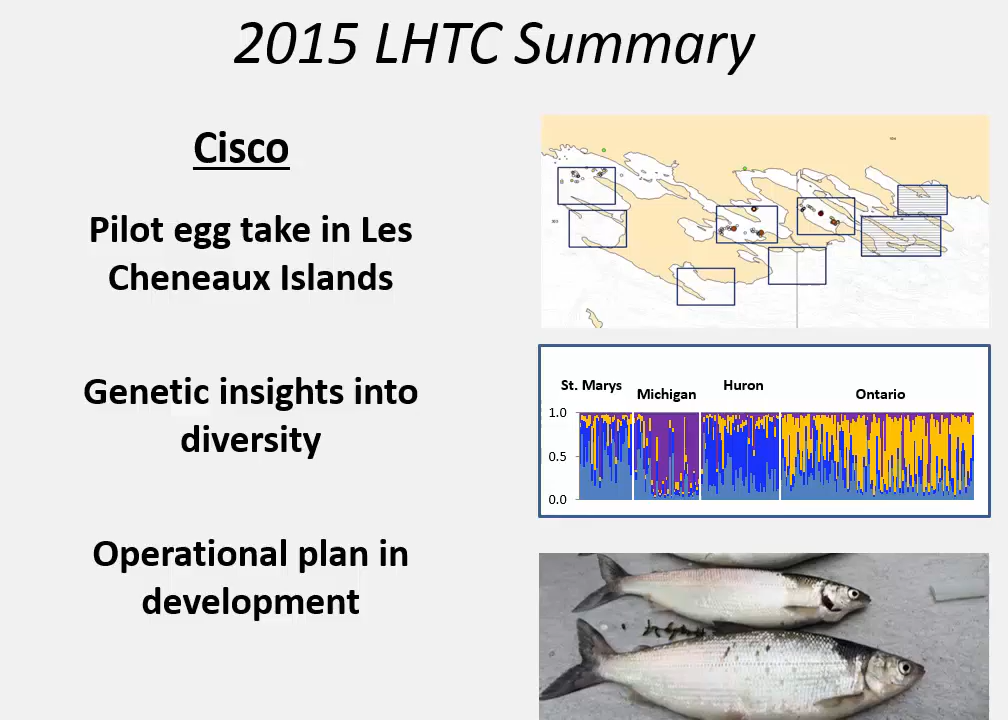 2015 LHTC Summary
Cisco
Pilot egg take in Les
Cheneaux Islands
Genetic insights into
diversity
Operational plan in
development
St. Marys
Michigan
Huron
Ontario
1.0
0.5
0.0